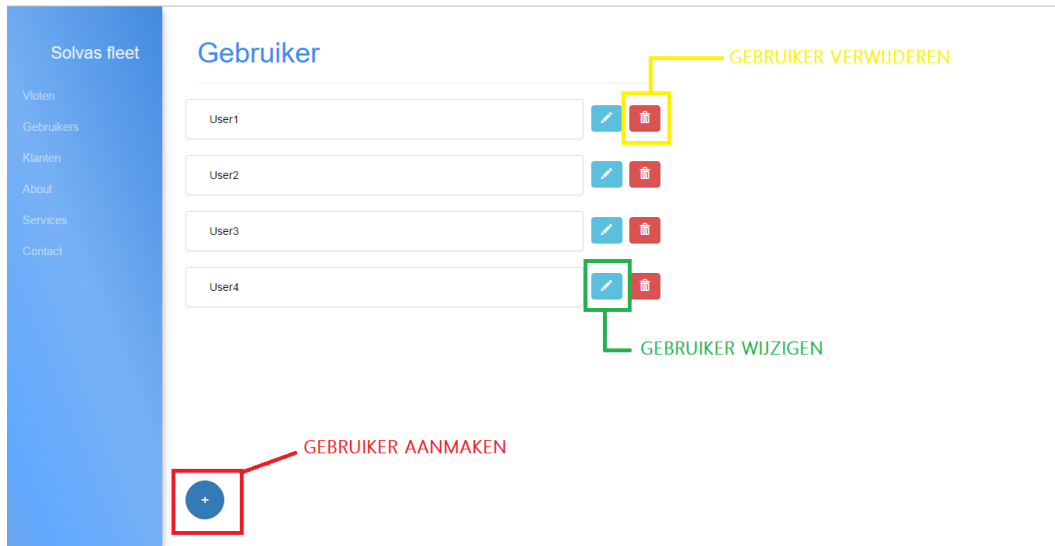 Solvas fleet
Vloten
Gebruikers
Klanten
About
Services
Contact
Gebruiker
GEBRUIKER VERWIJDEREN
User1
User2
User3
User4
GEBRUIKER WIJZIGEN
GEBRUIKER AANMAKEN
+